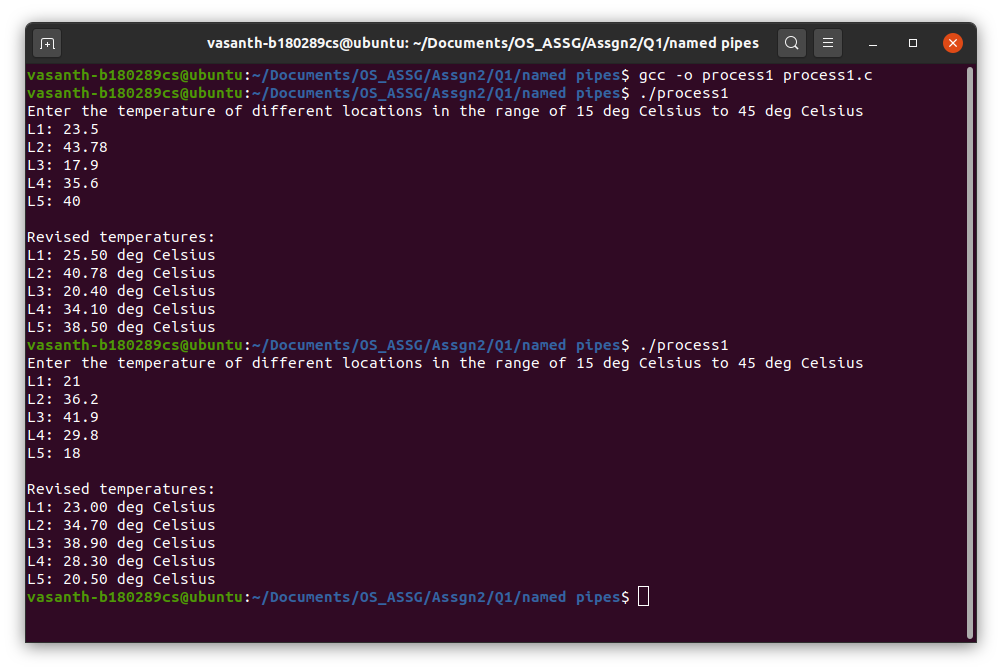 vasanth-b180289cs@ubuntu: ~/Documents/OS_ASSG/Assgn2/Q1/named pipes
vasanth-b180289cs@ubuntu:~/Documents/OS_ASSG/Assgn2/Q1/named pipes$ gcc -o process1 process1.c
vasanth-b180289cs@ubuntu:~/Documents/OS_ASSG/Assgn2/Q1/named pipes$ ./process1
Enter the temperature of different locations in the range of 15 deg Celsius to 45 deg Celsius
L1: 23.5
L2: 43.78
L3: 17.9
L4: 35.6
L5: 40
Revised temperatures:
L1: 25.50 deg Celsius
L2: 40.78 deg Celsius
L3: 20.40 deg Celsius
L4: 34.10 deg Celsius
L5: 38.50 deg Celsius
vasanth-b180289cs@ubuntu:~/Documents/OS_ASSG/Assgn2/Q1/named pipes$ ./process1
Enter the temperature of different locations in the range of 15 deg Celsius to 45 deg Celsius
L1: 21
L2: 36.2
L3: 41.9
L4: 29.8
L5: 18
Revised temperatures:
L1: 23.00 deg Celsius
L2: 34.70 deg Celsius
L3: 38.90 deg Celsius
L4: 28.30 deg Celsius
L5: 20.50 deg Celsius
vasanth-b180289cs@ubuntu:~/Documents/OS_ASSG/Assgn2/Q1/named pipes$